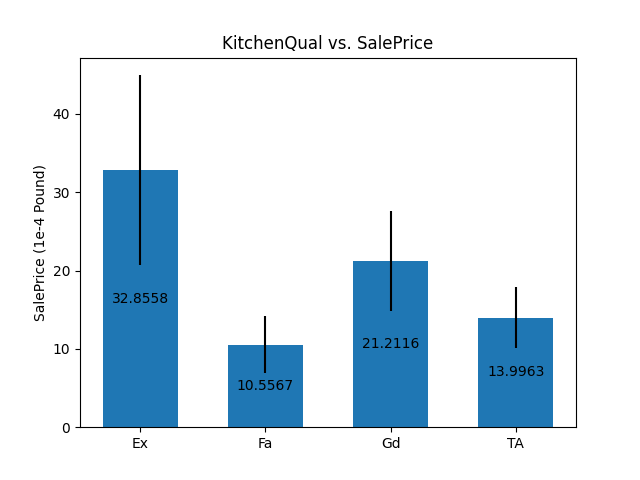 KitchenQual vs. SalePrice
SalePrice (1e-4 Pound)
40
30
20
10
0
32.8558
10.5567
21.2116
13.9963
Ex
Fa
Gd
TA